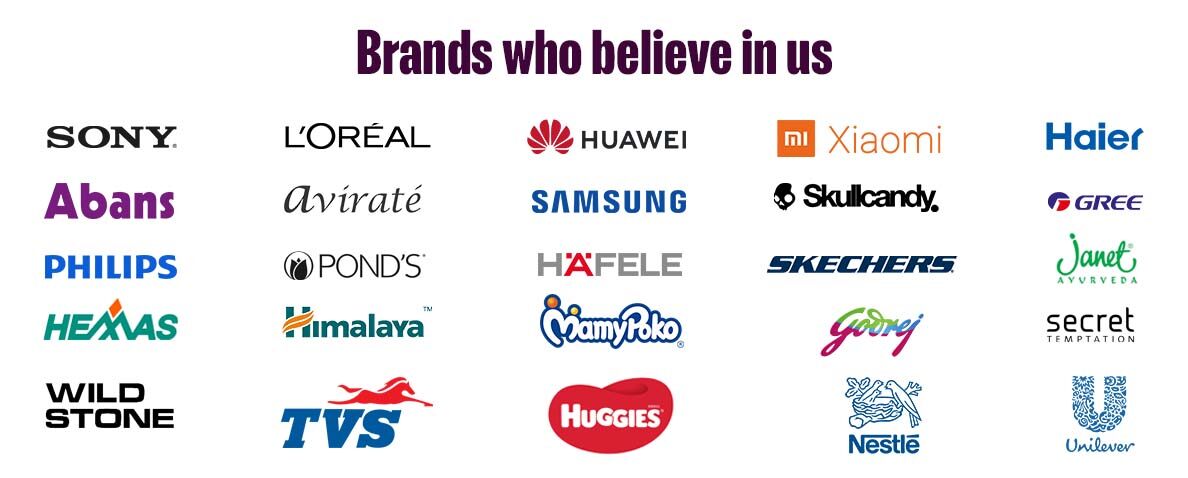 Brands who believe in us
SONY®
L'ORÉAL
HUAWEI
mi Xiaomi
Haier
Abans
aviraté
SAMSUNG
Skullcandy.
GREE
PHILIPS
POND'S
HÄFELE
SKECHERS
Janet®
AYURVEDA
HEMAS
Himalaya™
MamyPoko®
Godrej
secret
TEMPTATION
WILD
STONE
TVS
HUGGIES
Nestlé
U
Unilever